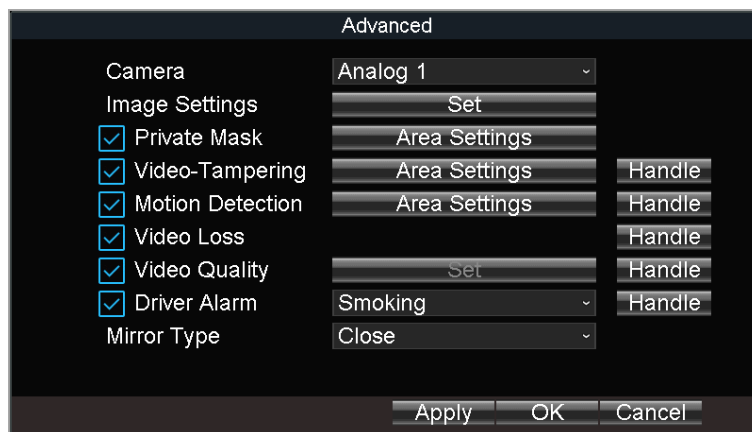 Advanced
Camera Analog 1
Image Settings Set
Private Mask Area Settings
Video-Tampering Area Settings Handle
Motion Detection Area Settings Handle
Video Loss Handle
Video Quality Set Handle
Driver Alarm Smoking Handle
Mirror Type Close
Apply OK Cancel